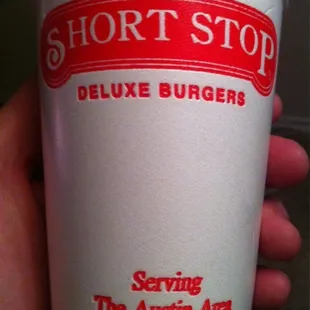 SHORT STOP
DELUXE BURGERS
Serving
The Austin Area